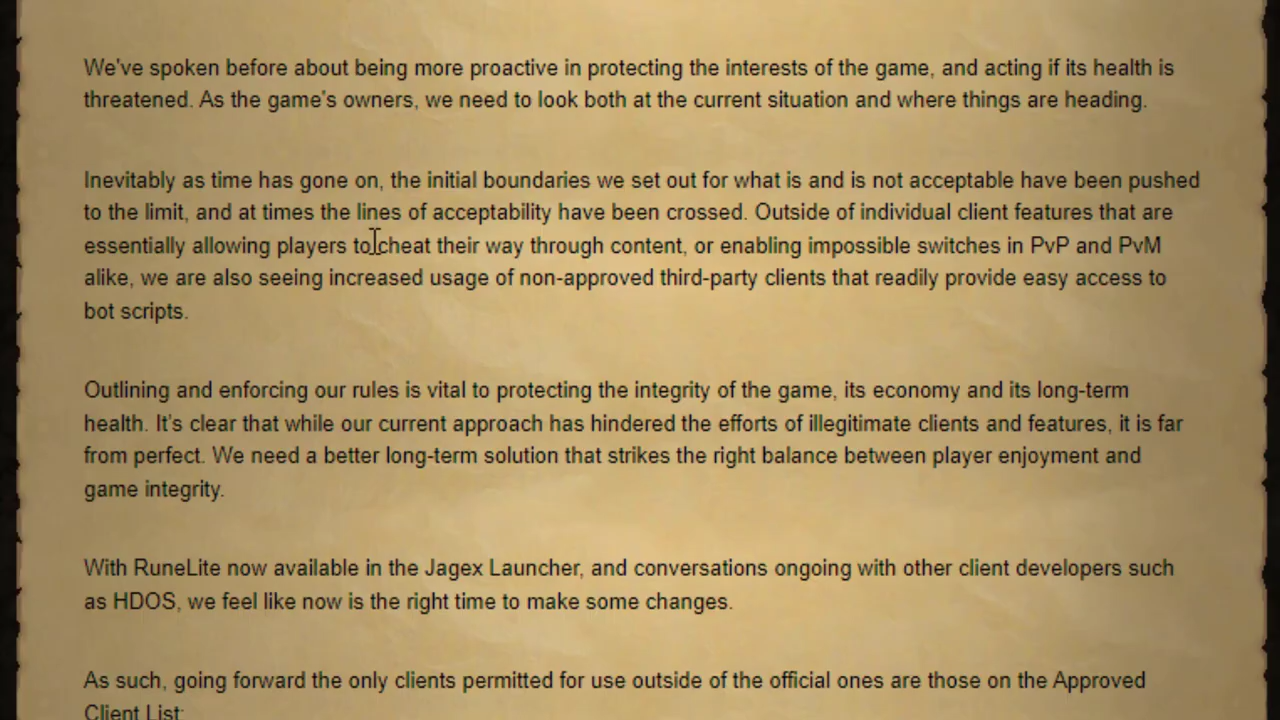 We've spoken before about being more proactive in protecting the interests of the game, and acting if its health is
threatened. As the game's owners, we need to look both at the current situation and where things are heading.
Inevitably as time has gone on, the initial boundaries we set out for what is and is not acceptable have been pushed
to the limit, and at times the lines of acceptability have been crossed. Outside of individual client features that are
essentially allowing players to cheat their way through content, or enabling impossible switches in PvP and PvM
alike, we are also seeing increased usage of non-approved third-party clients that readily provide easy access to
bot scripts.
Outlining and enforcing our rules is vital to protecting the integrity of the game, its economy and its long-term
health. It's clear that while our current approach has hindered the efforts of illegitimate clients and features, it is far
from perfect. We need a better long-term solution that strikes the right balance between player enjoyment and
game integrity.
With RuneLite now available in the Jagex Launcher, and conversations ongoing with other client developers such
as HDOS, we feel like now is the right time to make some changes.
As such, going forward the only clients permitted for use outside of the official ones are those on the Approved
Client List: